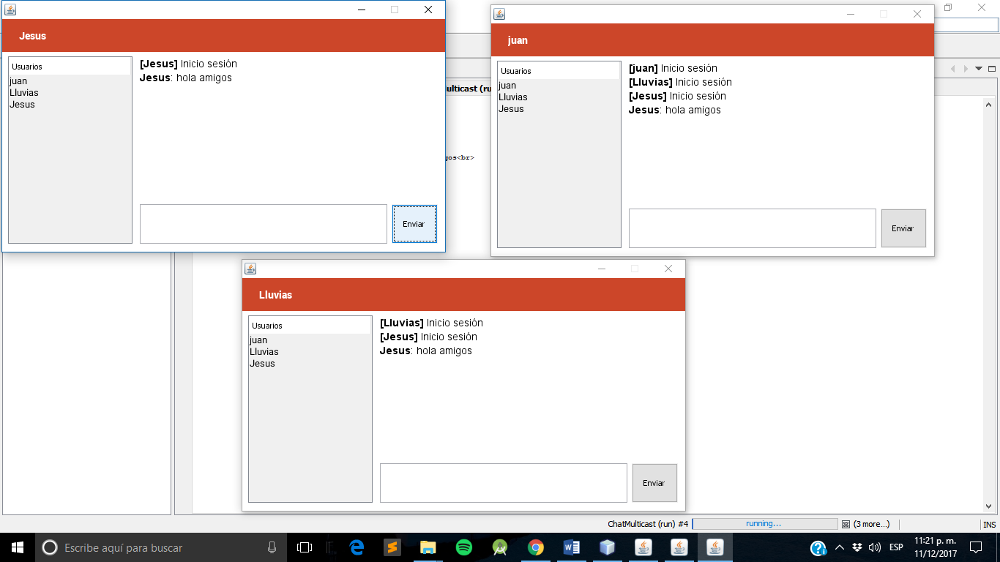 Jesus
Usuarios
juan
Lluvias
Jesus
[Jesus] Inicio sesión
Jesus: hola amigos
Enviar
juan
Usuarios
juan
Lluvias
Jesus
[juan] Inicio sesión
[Lluvias] Inicio sesión
[Jesus] Inicio sesión
Jesus: hola amigos
Enviar
gos<br>
Lluvias
Usuarios
juan
Lluvias
Jesus
[Lluvias] Inicio sesión
[Jesus] Inicio sesión
Jesus: hola amigos
Enviar
ChatMulticast (run) #4 running... (3 more...) INS
Escribe aquí para buscar
ESP
11:21 p. m.
11/12/2017